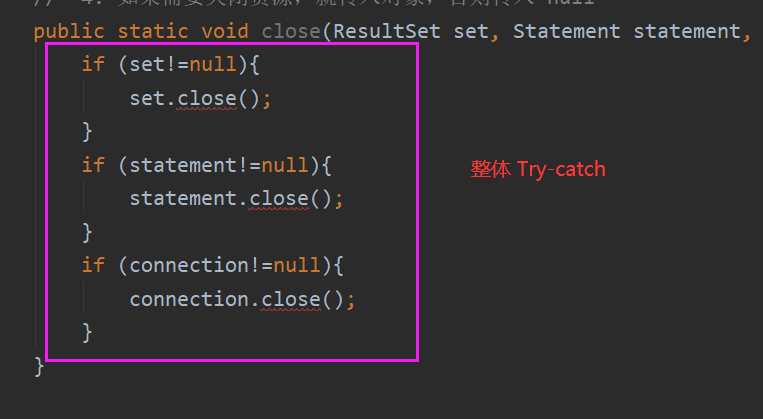 // 4. 如果需要关闭资源，就传入对象，否则传入 null
public static void close(ResultSet set, Statement statement,
if (set!=null){
set.close();
}
if (statement!=null){
statement.close();
}
if (connection!=null){
connection.close();
}
}
整体 Try-catch